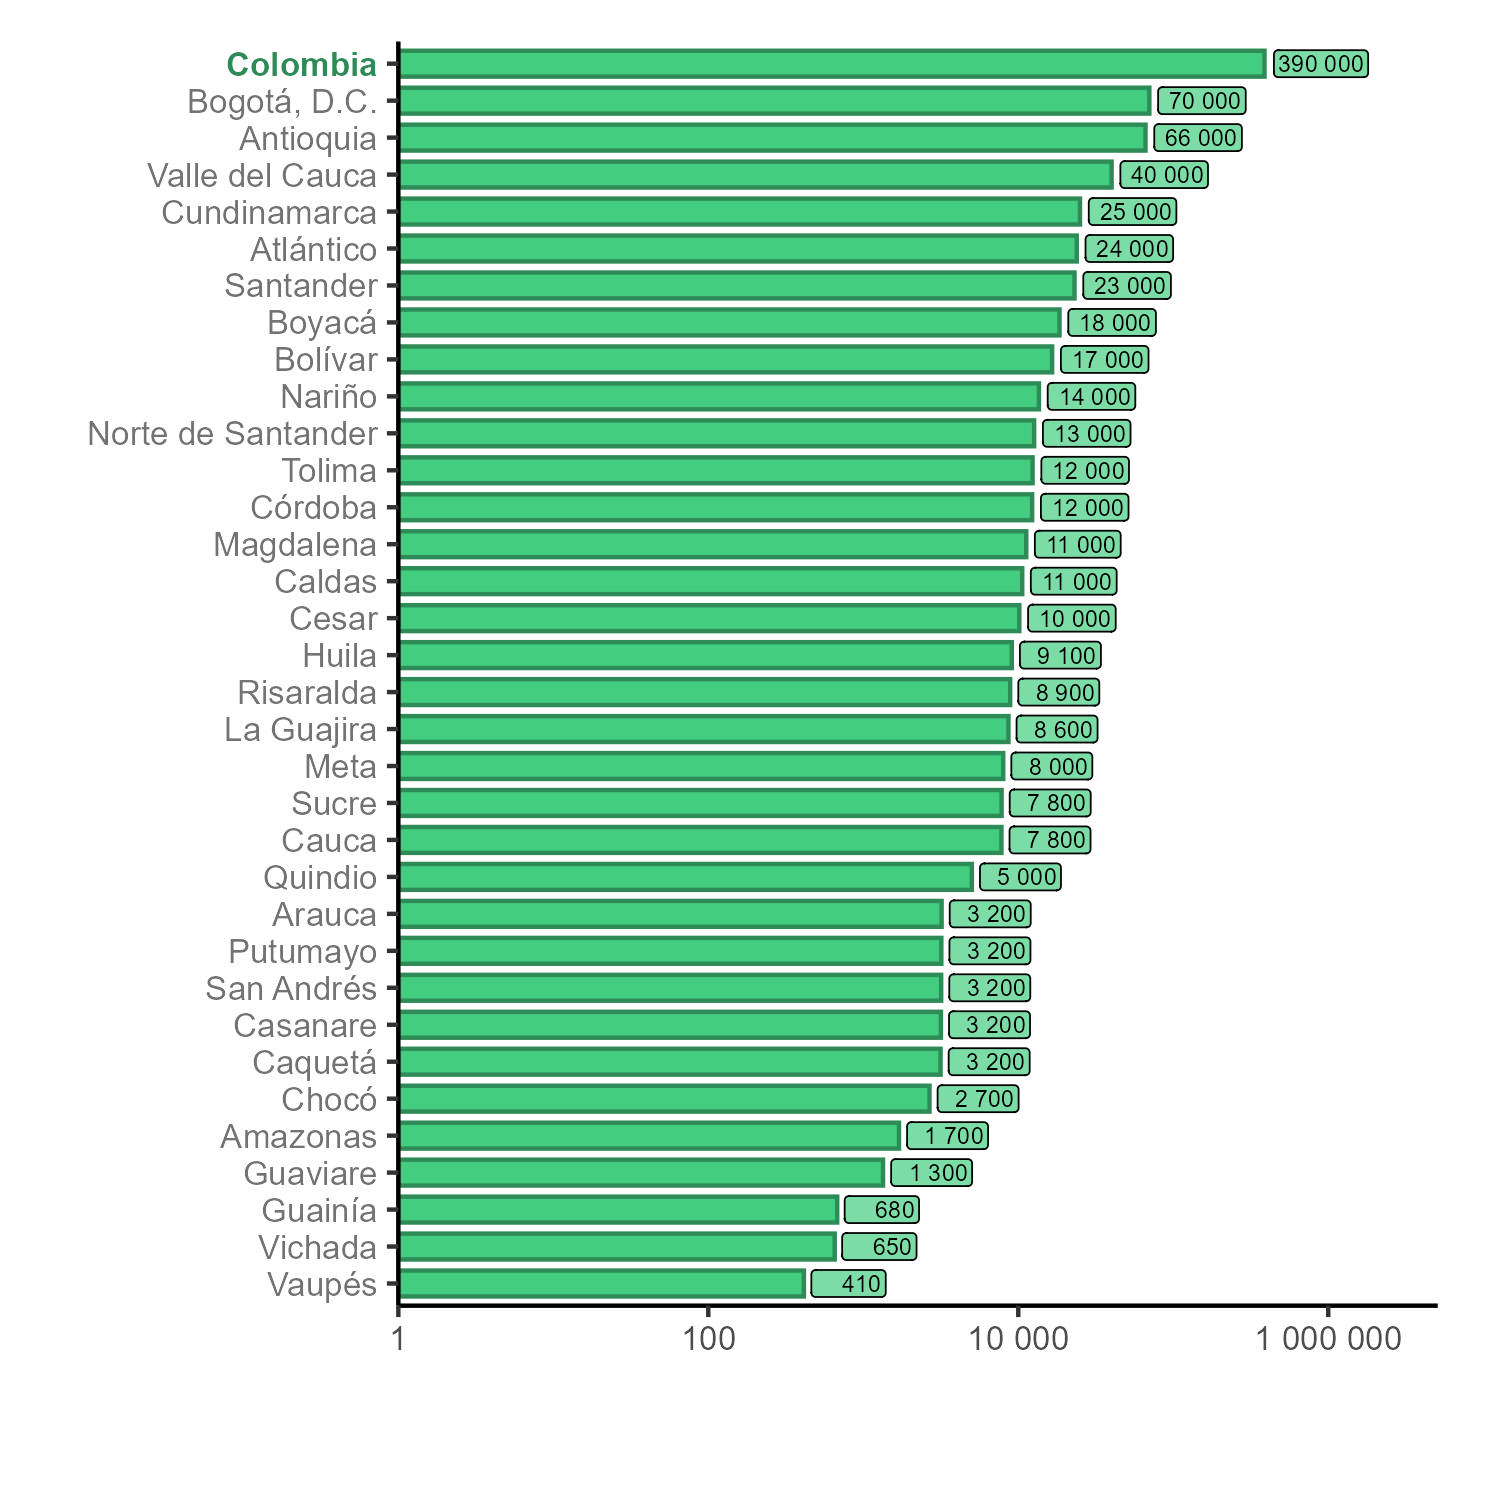 Colombia 390 000
Bogotá, D.C. 70 000
Antioquia 66 000
Valle del Cauca 40 000
Cundinamarca 25 000
Atlántico 24 000
Santander 23 000
Boyacá 18 000
Bolívar 17 000
Nariño 14 000
Norte de Santander 13 000
Tolima 12 000
Córdoba 12 000
Magdalena 11 000
Caldas 11 000
Cesar 10 000
Huila 9 100
Risaralda 8 900
La Guajira 8 600
Meta 8 000
Sucre 7 800
Cauca 7 800
Quindio 5 000
Arauca 3 200
Putumayo 3 200
San Andrés 3 200
Casanare 3 200
Caquetá 3 200
Chocó 2 700
Amazonas 1 700
Guaviare 1 300
Guainía 680
Vichada 650
Vaupés 410
1 100 10 000 1 000 000